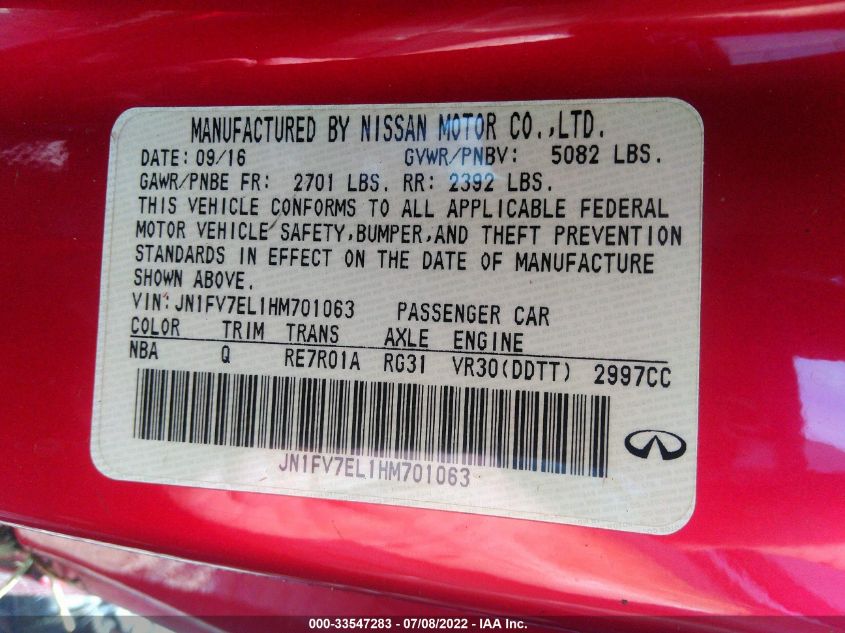 MANUFACTURED BY NISSAN MOTOR CO.,LTD.
DATE: 09/16 GVWR/PNBV: 5082 LBS.
GAWR/PNBE FR: 2701 LBS. RR: 2392 LBS.
THIS VEHICLE CONFORMS TO ALL APPLICABLE FEDERAL
MOTOR VEHICLE SAFETY,BUMPER,AND THEFT PREVENTION
STANDARDS IN EFFECT ON THE DATE OF MANUFACTURE
SHOWN ABOVE.
VIN: JN1FV7EL1HM701063 PASSENGER CAR
COLOR TRIM TRANS AXLE ENGINE
NBA Q RE7R01A RG31 VR30(DDTT) 2997CC
JN1FV7EL1HM701063
000-33547283 - 07/08/2022 - IAA Inc.